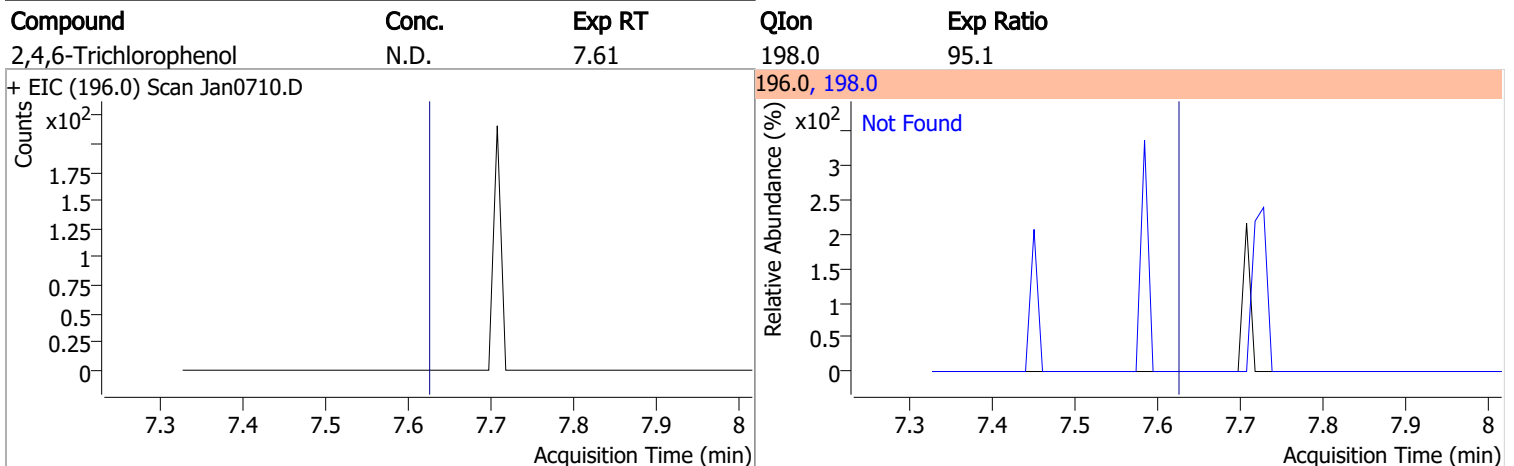 Compound Conc. Exp RT QIon Exp Ratio
2,4,6-Trichlorophenol N.D. 7.61 198.0 95.1
+ EIC (196.0) Scan Jan0710.D
Counts
x10²
1.75
1.5
1.25
1
0.75
0.5
0.25
0
7.3 7.4 7.5 7.6 7.7 7.8 7.9 8
Acquisition Time (min)
196.0, 198.0
Relative Abundance (%)
x10²
Not Found
3
2.5
2
1.5
1
0.5
0
7.3 7.4 7.5 7.6 7.7 7.8 7.9 8
Acquisition Time (min)